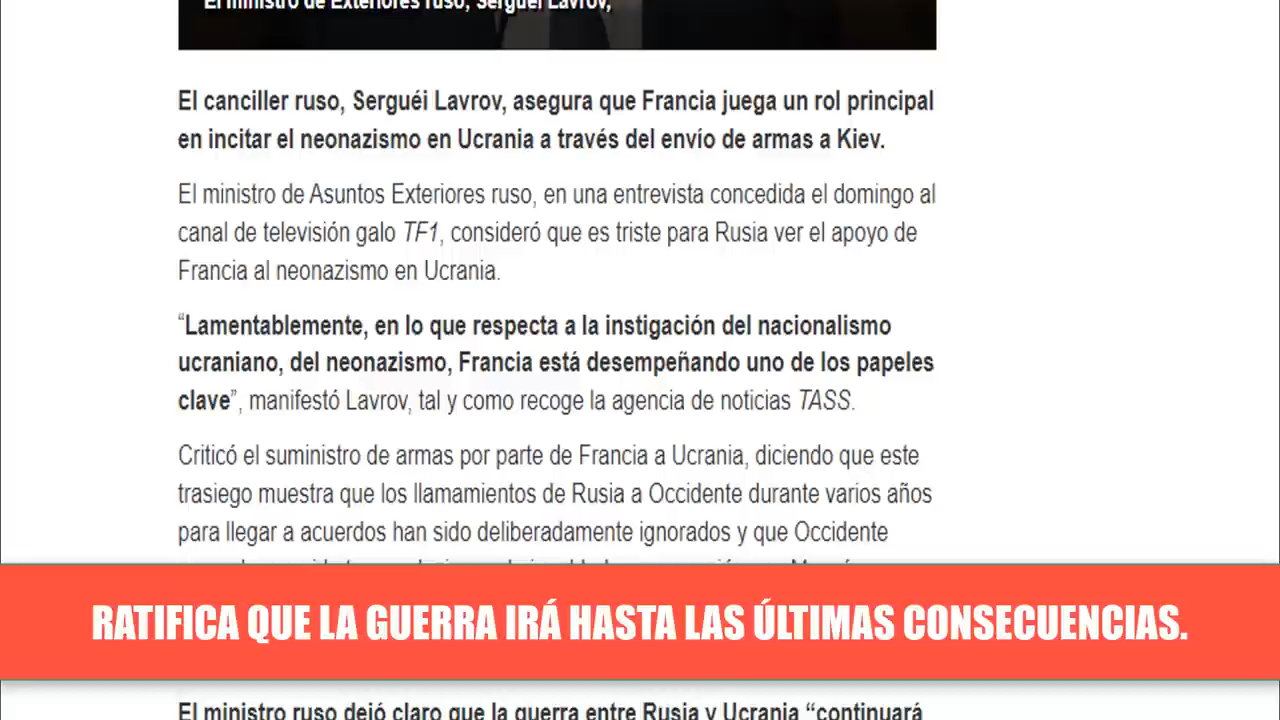 El ministro de Exteriores ruso, Serguéi Lavrov,
El canciller ruso, Serguéi Lavrov, asegura que Francia juega un rol principal
en incitar el neonazismo en Ucrania a través del envío de armas a Kiev.
El ministro de Asuntos Exteriores ruso, en una entrevista concedida el domingo al
canal de televisión galo TF1, consideró que es triste para Rusia ver el apoyo de
Francia al neonazismo en Ucrania.
“Lamentablemente, en lo que respecta a la instigación del nacionalismo
ucraniano, del neonazismo, Francia está desempeñando uno de los papeles
clave”, manifestó Lavrov, tal y como recoge la agencia de noticias TASS.
Criticó el suministro de armas por parte de Francia a Ucrania, diciendo que este
trasiego muestra que los llamamientos de Rusia a Occidente durante varios años
para llegar a acuerdos han sido deliberadamente ignorados y que Occidente
RATIFICA QUE LA GUERRA IRÁ HASTA LAS ÚLTIMAS CONSECUENCIAS.
El ministro ruso dejó claro que la guerra entre Rusia y Ucrania “continuará